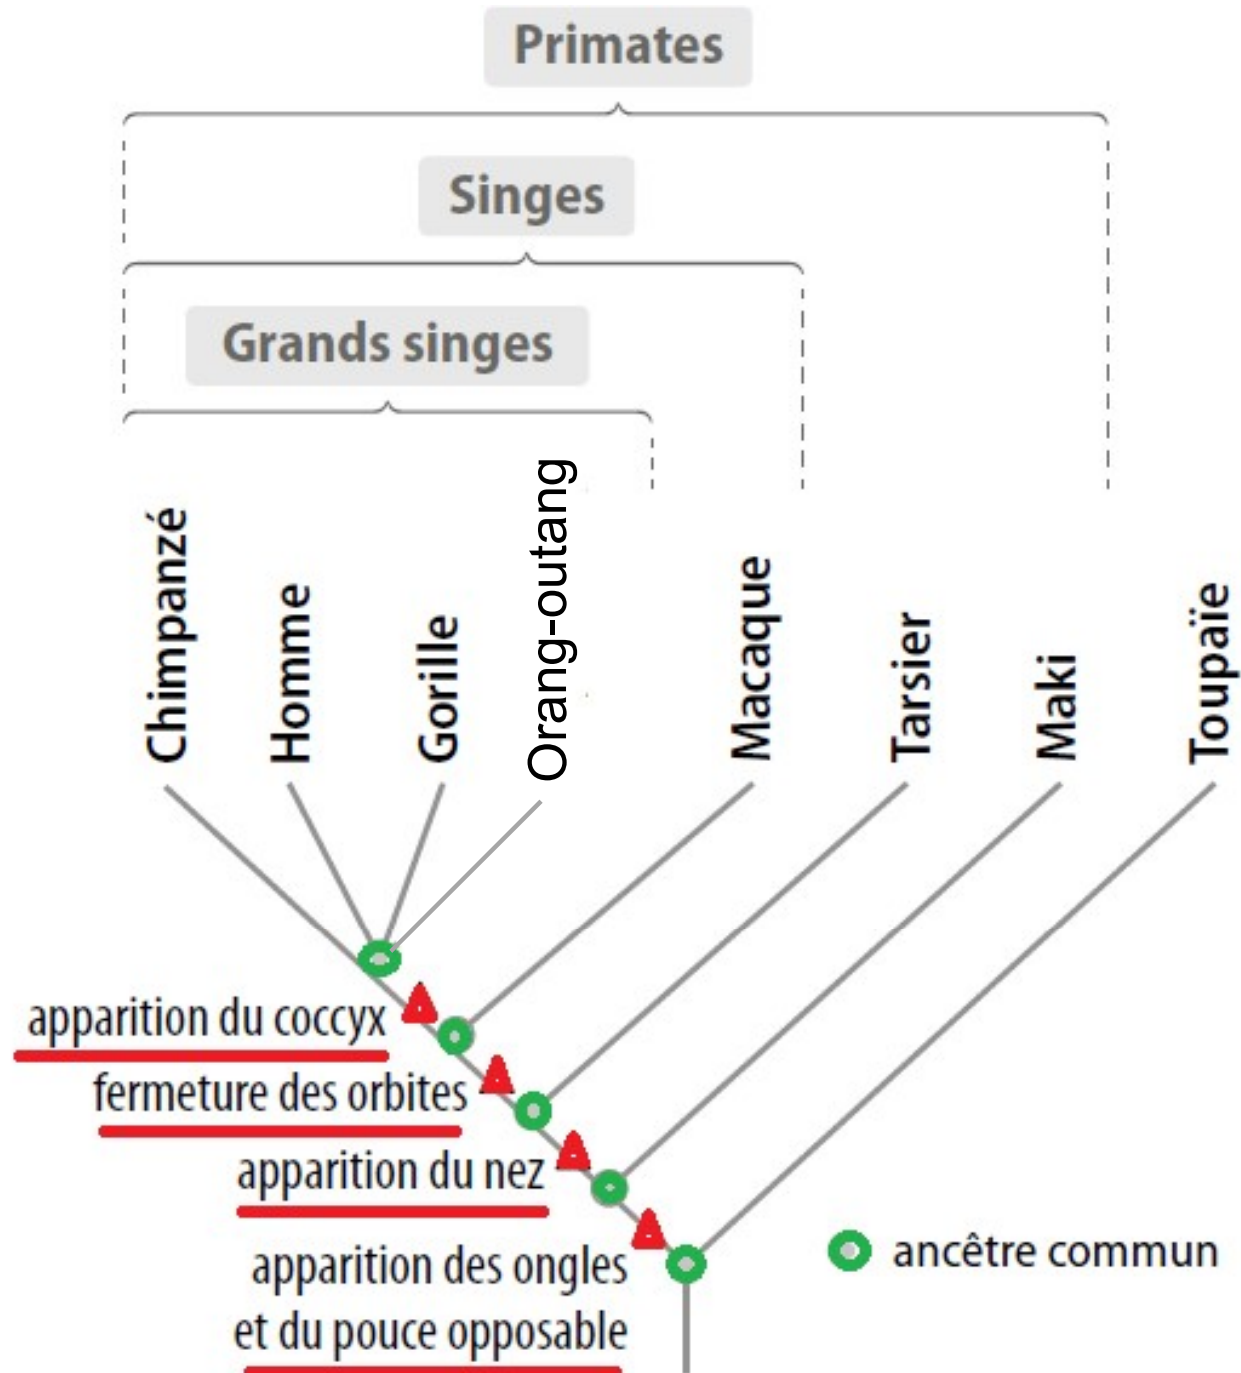 Primates
Singes
Grands singes
Chimpanzé
Homme
Gorille
Orang-outang
Macaque
Tarsier
Maki
Toupaïe
apparition du coccyx
fermeture des orbites
apparition du nez
apparition des ongles
et du pouce opposable
ancêtre commun